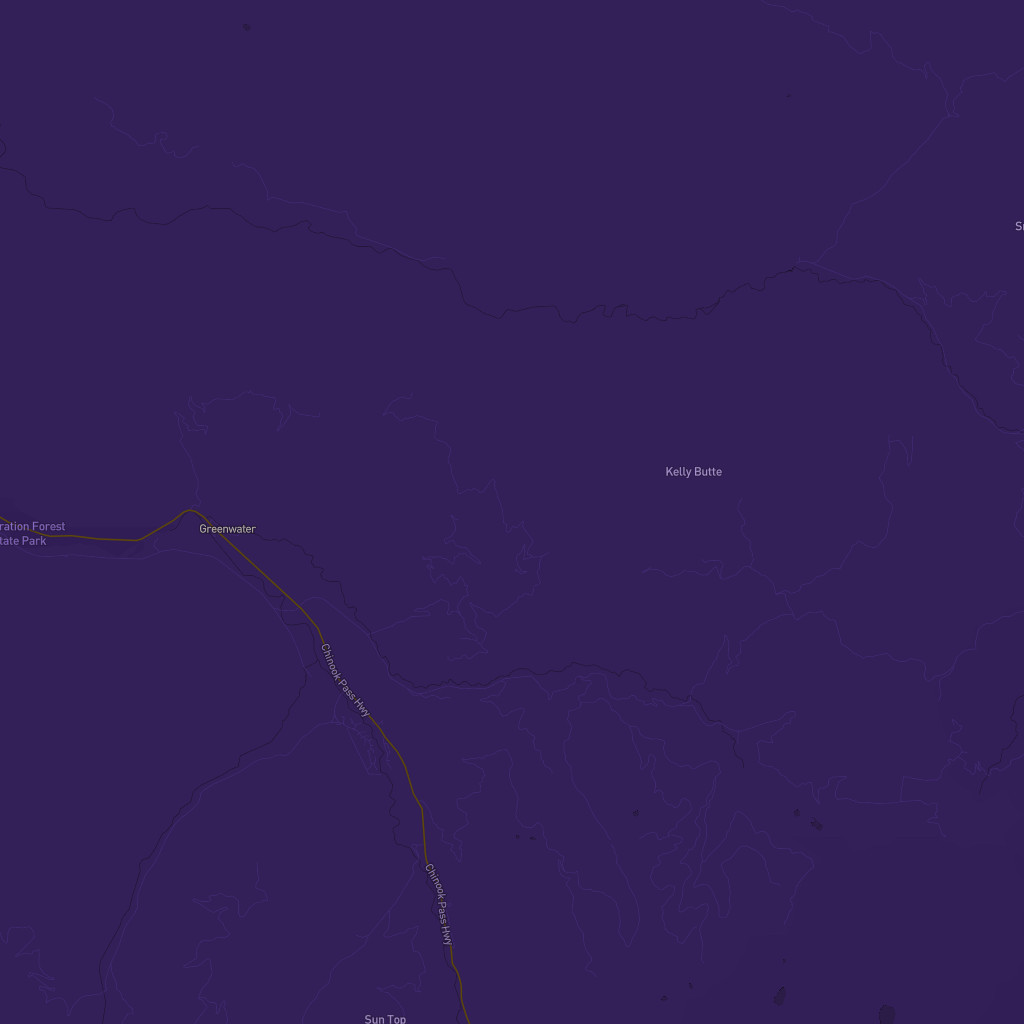 Kelly Butte
ration Forest
tate Park
Greenwater
Chinook Pass Hwy
Chinook Pass Hwy
Sun Top